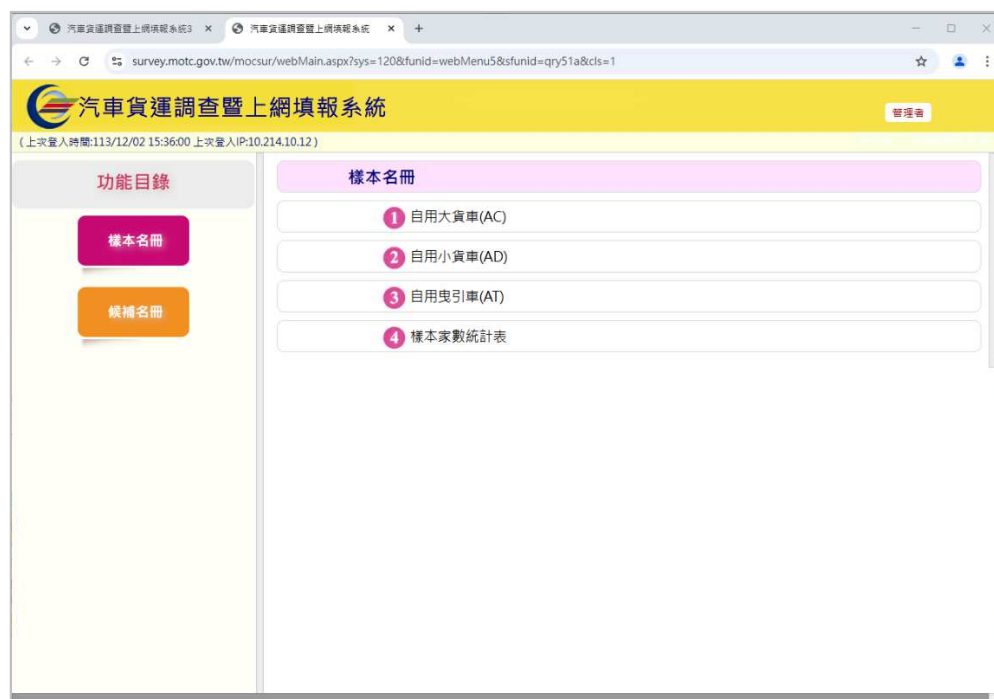 汽車貨運調查暨上網填報系統3
汽車貨運調查暨上網填報系統
survey.motc.gov.tw/mocsur/webMain.aspx?sys=120&funid=webMenu5&sfunid=qry51a&cls=1
汽車貨運調查暨上網填報系統
管理者
(上次登入時間:113/12/02 15:36:00 上次登入IP:10.214.10.12)
功能目錄
樣本名冊
候補名冊
樣本名冊
1 自用大貨車(AC)
2 自用小貨車(AD)
3 自用曳引車(AT)
4 樣本家數統計表